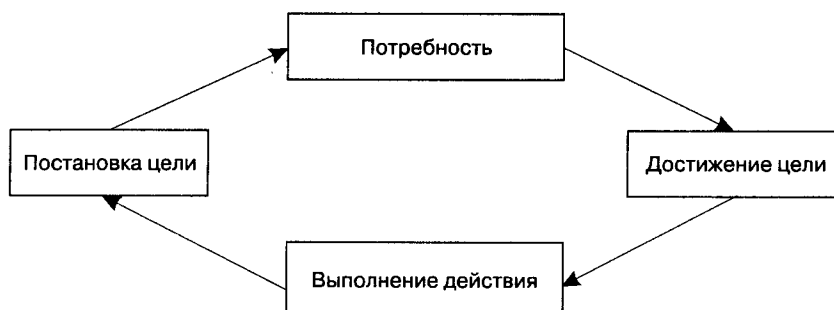 Потребность
Постановка цели
Достижение цели
Выполнение действия